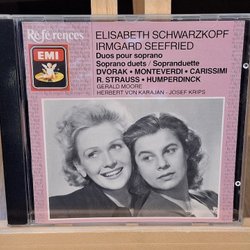 Références
EMI
ELISABETH SCHWARZKOPF
IRMGARD SEEFRIED
Duos pour soprano
Soprano duets / Sopranduette
DVORAK • MONTEVERDI • CARISSIMI
R. STRAUSS • HUMPERDINCK
GERALD MOORE
HERBERT VON KARAJAN - JOSEF KRIPS